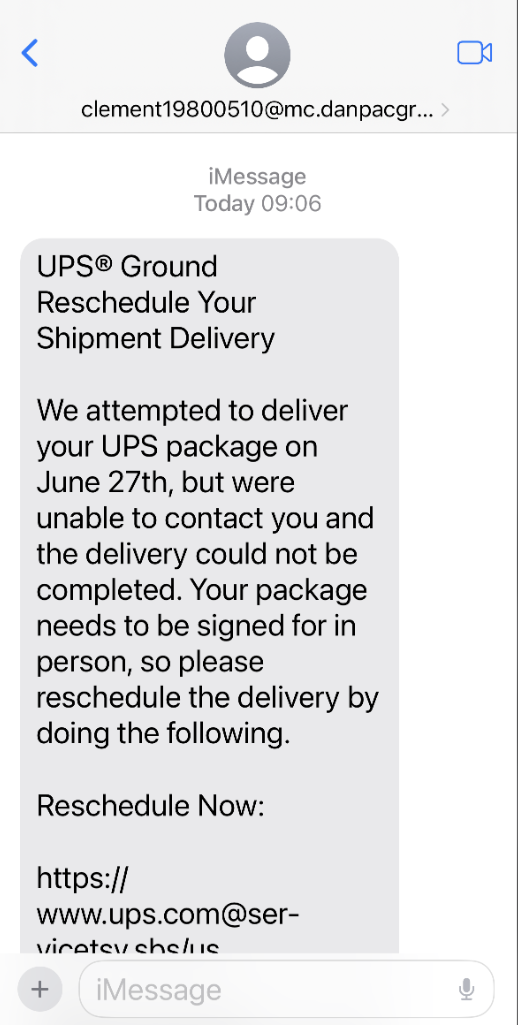 clement19800510@mc.danpacgr...
iMessage
Today 09:06
UPS® Ground
Reschedule Your
Shipment Delivery
We attempted to deliver
your UPS package on
June 27th, but were
unable to contact you and
the delivery could not be
completed. Your package
needs to be signed for in
person, so please
reschedule the delivery by
doing the following.
Reschedule Now:
https://
www.ups.com@ser-
vicetsv.sbs/us
iMessage